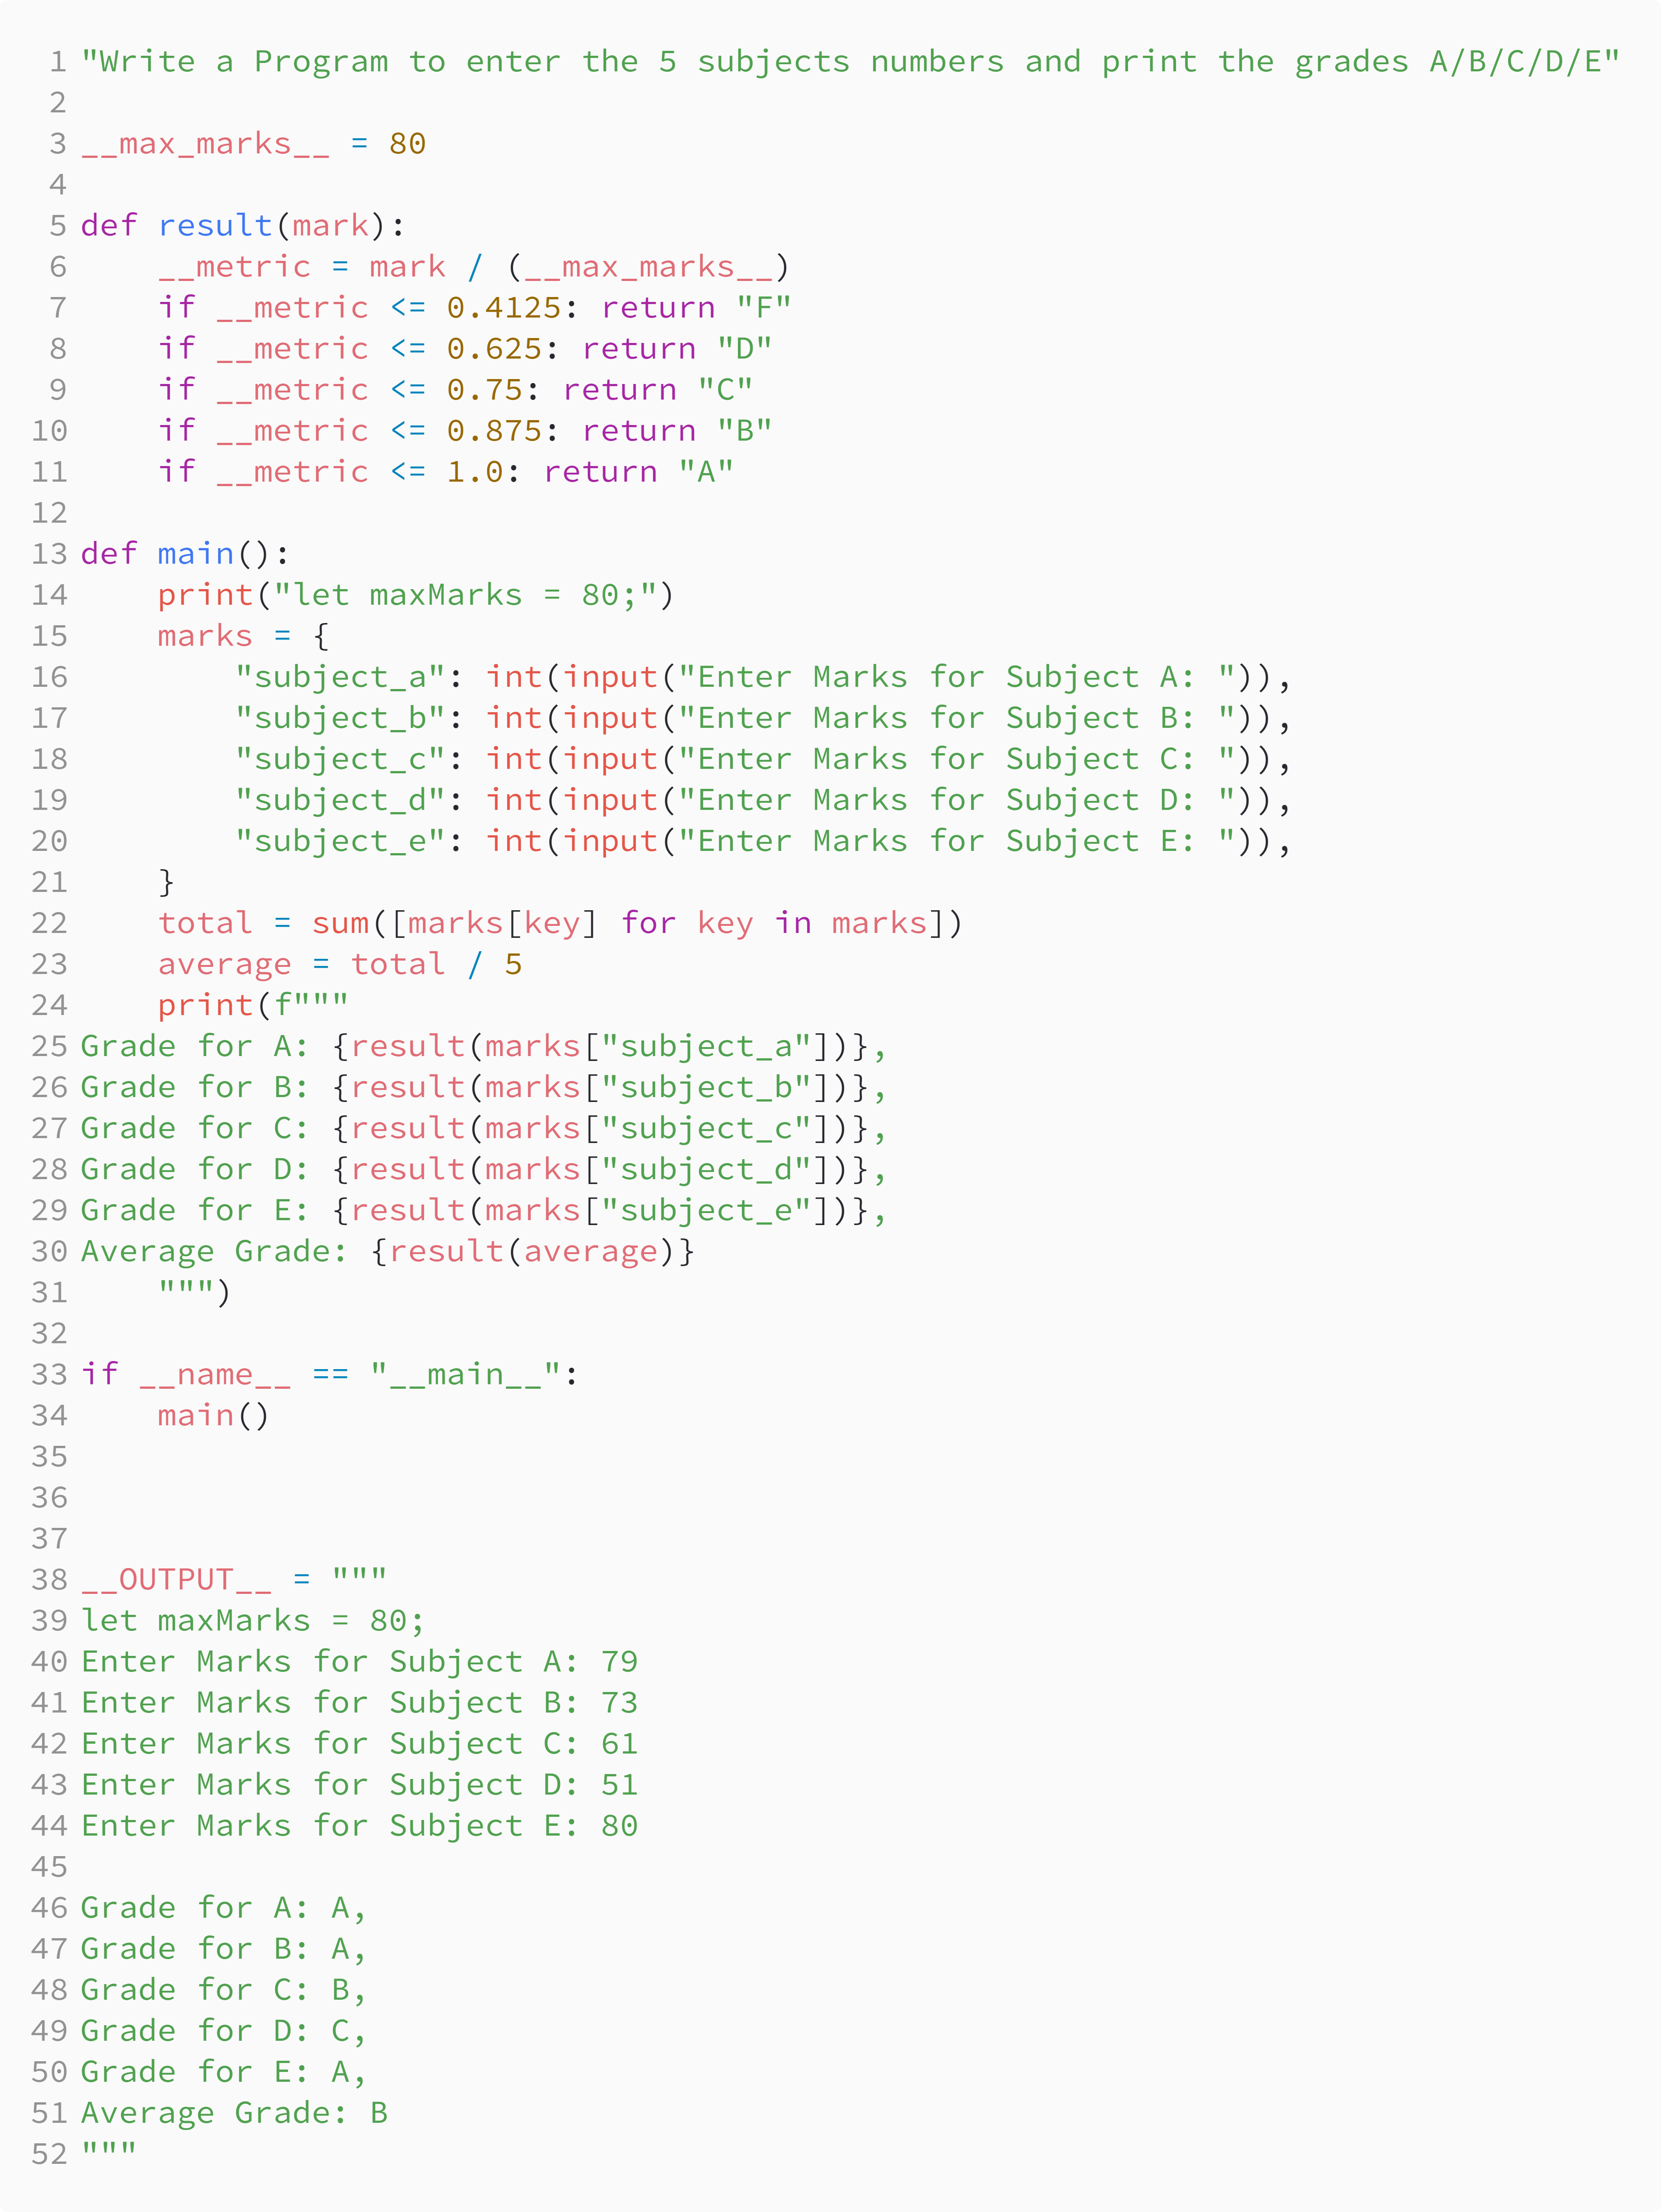 1 "Write a Program to enter the 5 subjects numbers and print the grades A/B/C/D/E"
2
3 __max_marks__ = 80
4
5 def result(mark):
6     __metric = mark / (__max_marks__)
7     if __metric <= 0.4125: return "F"
8     if __metric <= 0.625: return "D"
9     if __metric <= 0.75: return "C"
10     if __metric <= 0.875: return "B"
11     if __metric <= 1.0: return "A"
12
13 def main():
14     print("let maxMarks = 80;")
15     marks = {
16         "subject_a": int(input("Enter Marks for Subject A: ")),
17         "subject_b": int(input("Enter Marks for Subject B: ")),
18         "subject_c": int(input("Enter Marks for Subject C: ")),
19         "subject_d": int(input("Enter Marks for Subject D: ")),
20         "subject_e": int(input("Enter Marks for Subject E: ")),
21     }
22     total = sum([marks[key] for key in marks])
23     average = total / 5
24     print(f"""
25 Grade for A: {result(marks["subject_a"])},
26 Grade for B: {result(marks["subject_b"])},
27 Grade for C: {result(marks["subject_c"])},
28 Grade for D: {result(marks["subject_d"])},
29 Grade for E: {result(marks["subject_e"])},
30 Average Grade: {result(average)}
31     """)
32
33 if __name__ == "__main__":
34     main()
35
36
37
38 __OUTPUT__ = """
39 let maxMarks = 80;
40 Enter Marks for Subject A: 79
41 Enter Marks for Subject B: 73
42 Enter Marks for Subject C: 61
43 Enter Marks for Subject D: 51
44 Enter Marks for Subject E: 80
45
46 Grade for A: A,
47 Grade for B: A,
48 Grade for C: B,
49 Grade for D: C,
50 Grade for E: A,
51 Average Grade: B
52 """